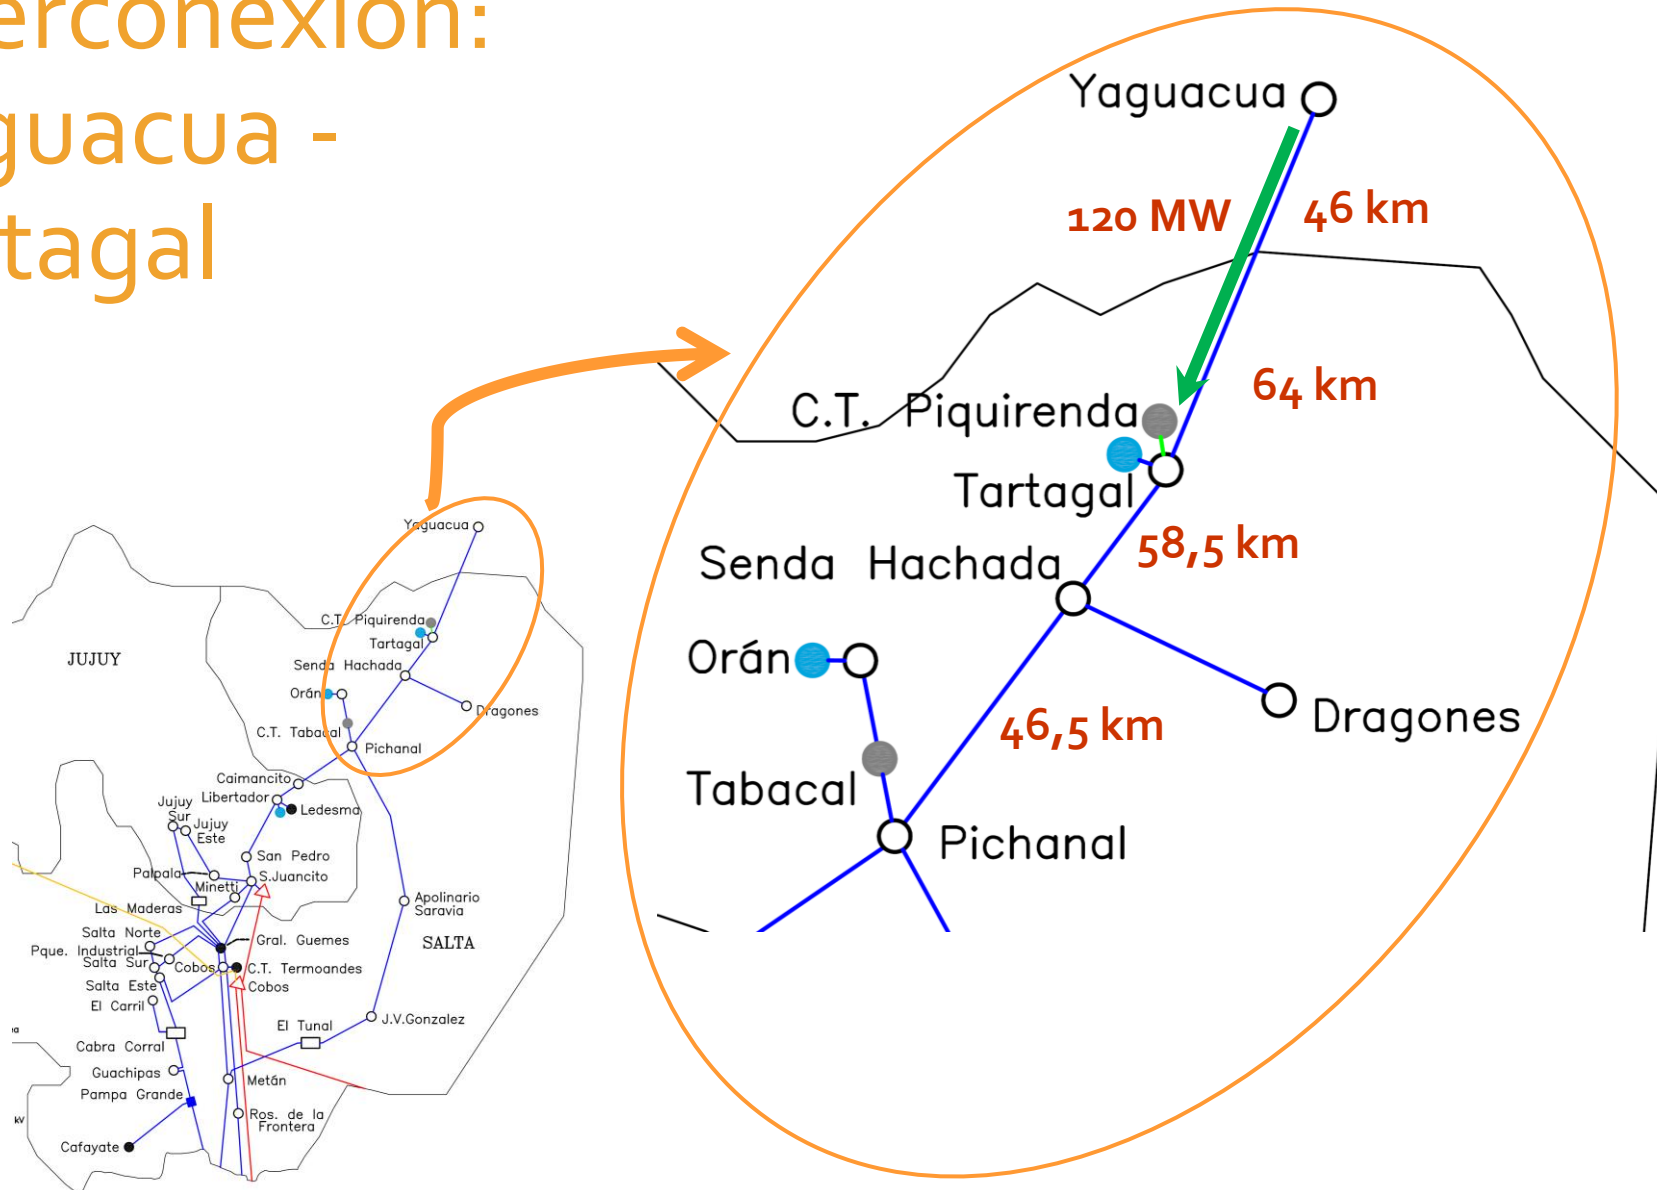 erconexión:
guacua -
tagal
Yaguacua
120 MW
46 km
64 km
C.T. Piquirenda
Tartagal
58,5 km
Senda Hachada
Orán
Dragones
46,5 km
Tabacal
Pichanal
Yaguacua
C.T. Piquirenda
Tartagal
JUJUY
Senda Hachada
Orán
Dragones
C.T. Tabacal
Pichanal
Caimancito
Libertador
Ledesma
Jujuy
Sur
Jujuy
Este
San Pedro
Palpala
S.Juancito
Minetti
Las Maderas
Apolinario
Saravia
Salta Norte
Gral. Guemes
SALTA
Pque. Industrial
Salta Sur
Cobos
C.T. Termoandes
Salta Este
Cobos
El Carril
El Tunal
J.V.Gonzalez
Cabra Corral
Guachipas
Metán
Pampa Grande
Ros. de la
Frontera
kV
Cafayate